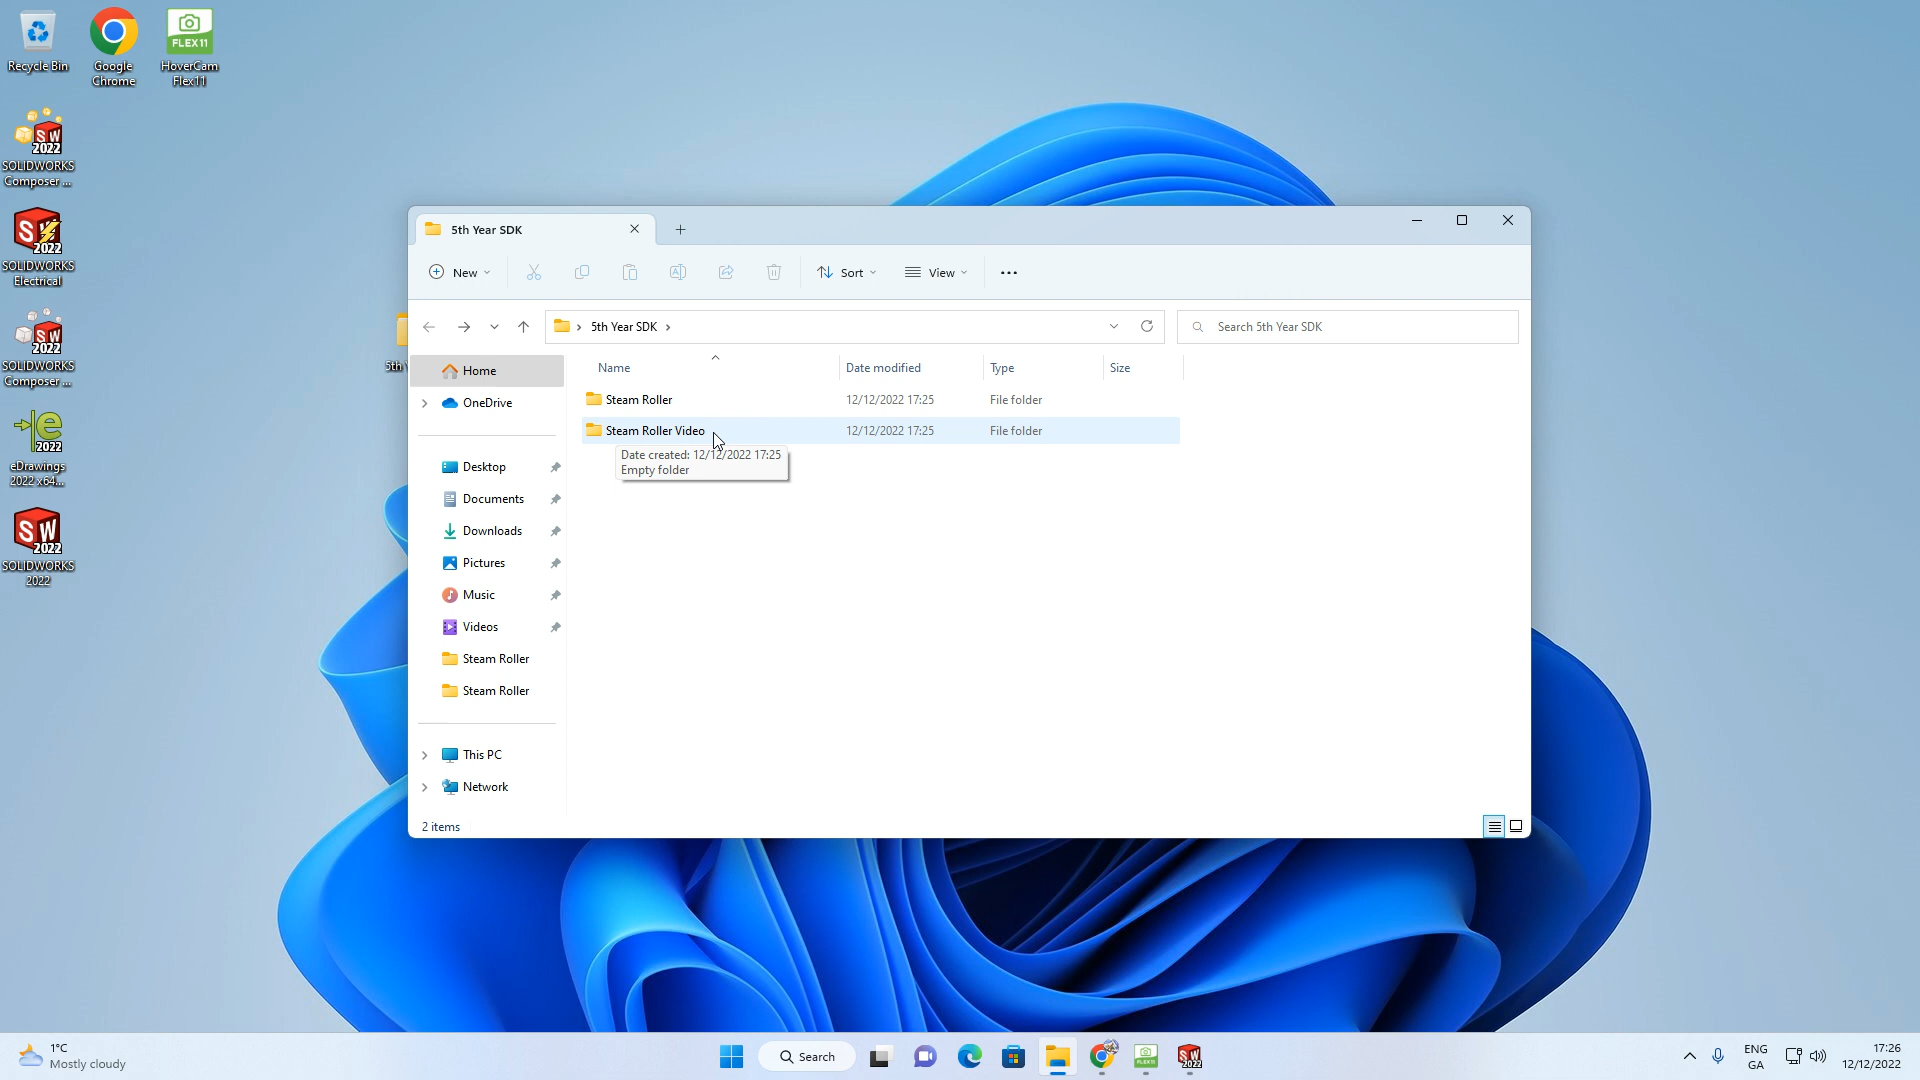 Recycle Bin
Google
Chrome
FLEX11
HoverCam
Flex11
SW
2022
SOLIDWORKS
Composer ...
SW
2022
SOLIDWORKS
Electrical
SW
2022
SOLIDWORKS
Composer ...
2022
eDrawings
2022 x64...
SW
2022
SOLIDWORKS
2022
5th
5th Year SDK
New
Sort
View
5th Year SDK
Search 5th Year SDK
Name
Date modified
Type
Size
Steam Roller
12/12/2022 17:25
File folder
Steam Roller Video
12/12/2022 17:25
File folder
Date created: 12/12/2022 17:25
Empty folder
Home
OneDrive
Desktop
Documents
Downloads
Pictures
Music
Videos
Steam Roller
Steam Roller
This PC
Network
2 items
1°C
Mostly cloudy
Search
FLEX11
SW
2022
ENG
GA
17:26
12/12/2022